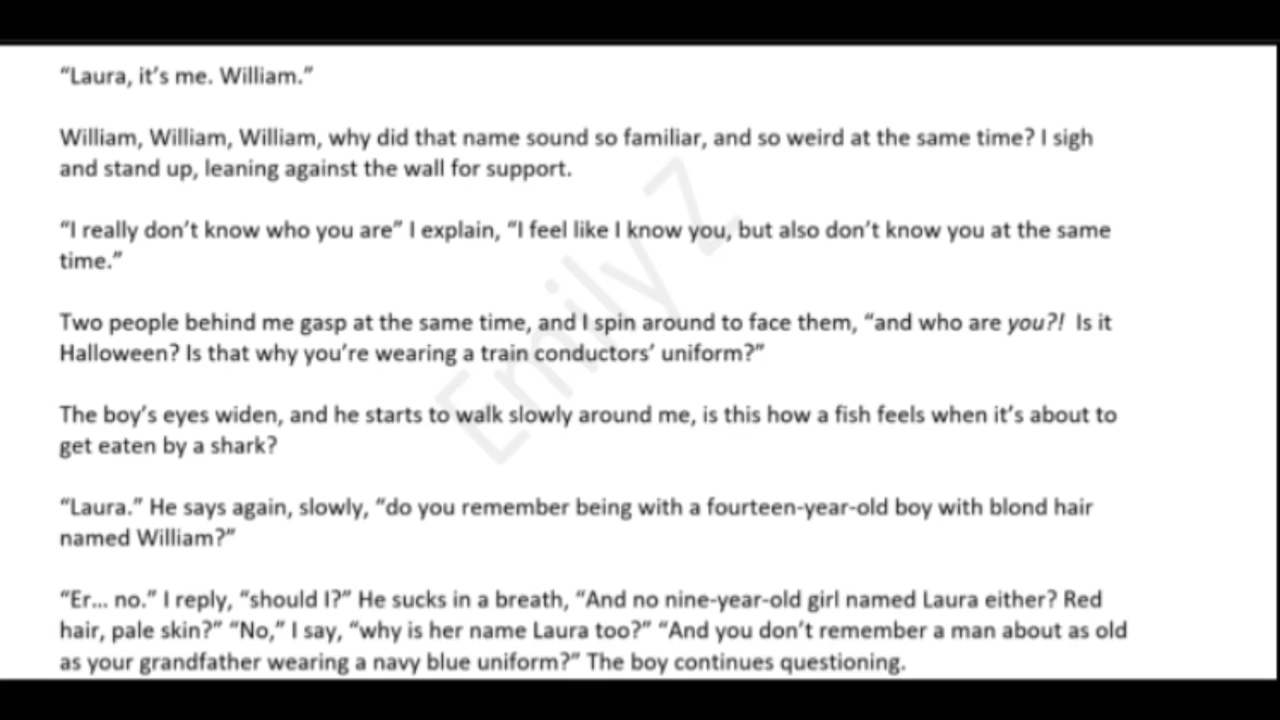 “Laura, it’s me. William.”
William, William, William, why did that name sound so familiar, and so weird at the same time? I sigh
and stand up, leaning against the wall for support.
“I really don’t know who you are” I explain, “I feel like I know you, but also don’t know you at the same
time.”
Two people behind me gasp at the same time, and I spin around to face them, “and who are you?!  Is it
Halloween? Is that why you’re wearing a train conductors’ uniform?”
The boy’s eyes widen, and he starts to walk slowly around me, is this how a fish feels when it’s about to
get eaten by a shark?
“Laura.” He says again, slowly, “do you remember being with a fourteen-year-old boy with blond hair
named William?”
“Er... no.” I reply, “should I?” He sucks in a breath, “And no nine-year-old girl named Laura either? Red
hair, pale skin?” “No,” I say, “why is her name Laura too?” “And you don’t remember a man about as old
as your grandfather wearing a navy blue uniform?” The boy continues questioning.
Emily Z